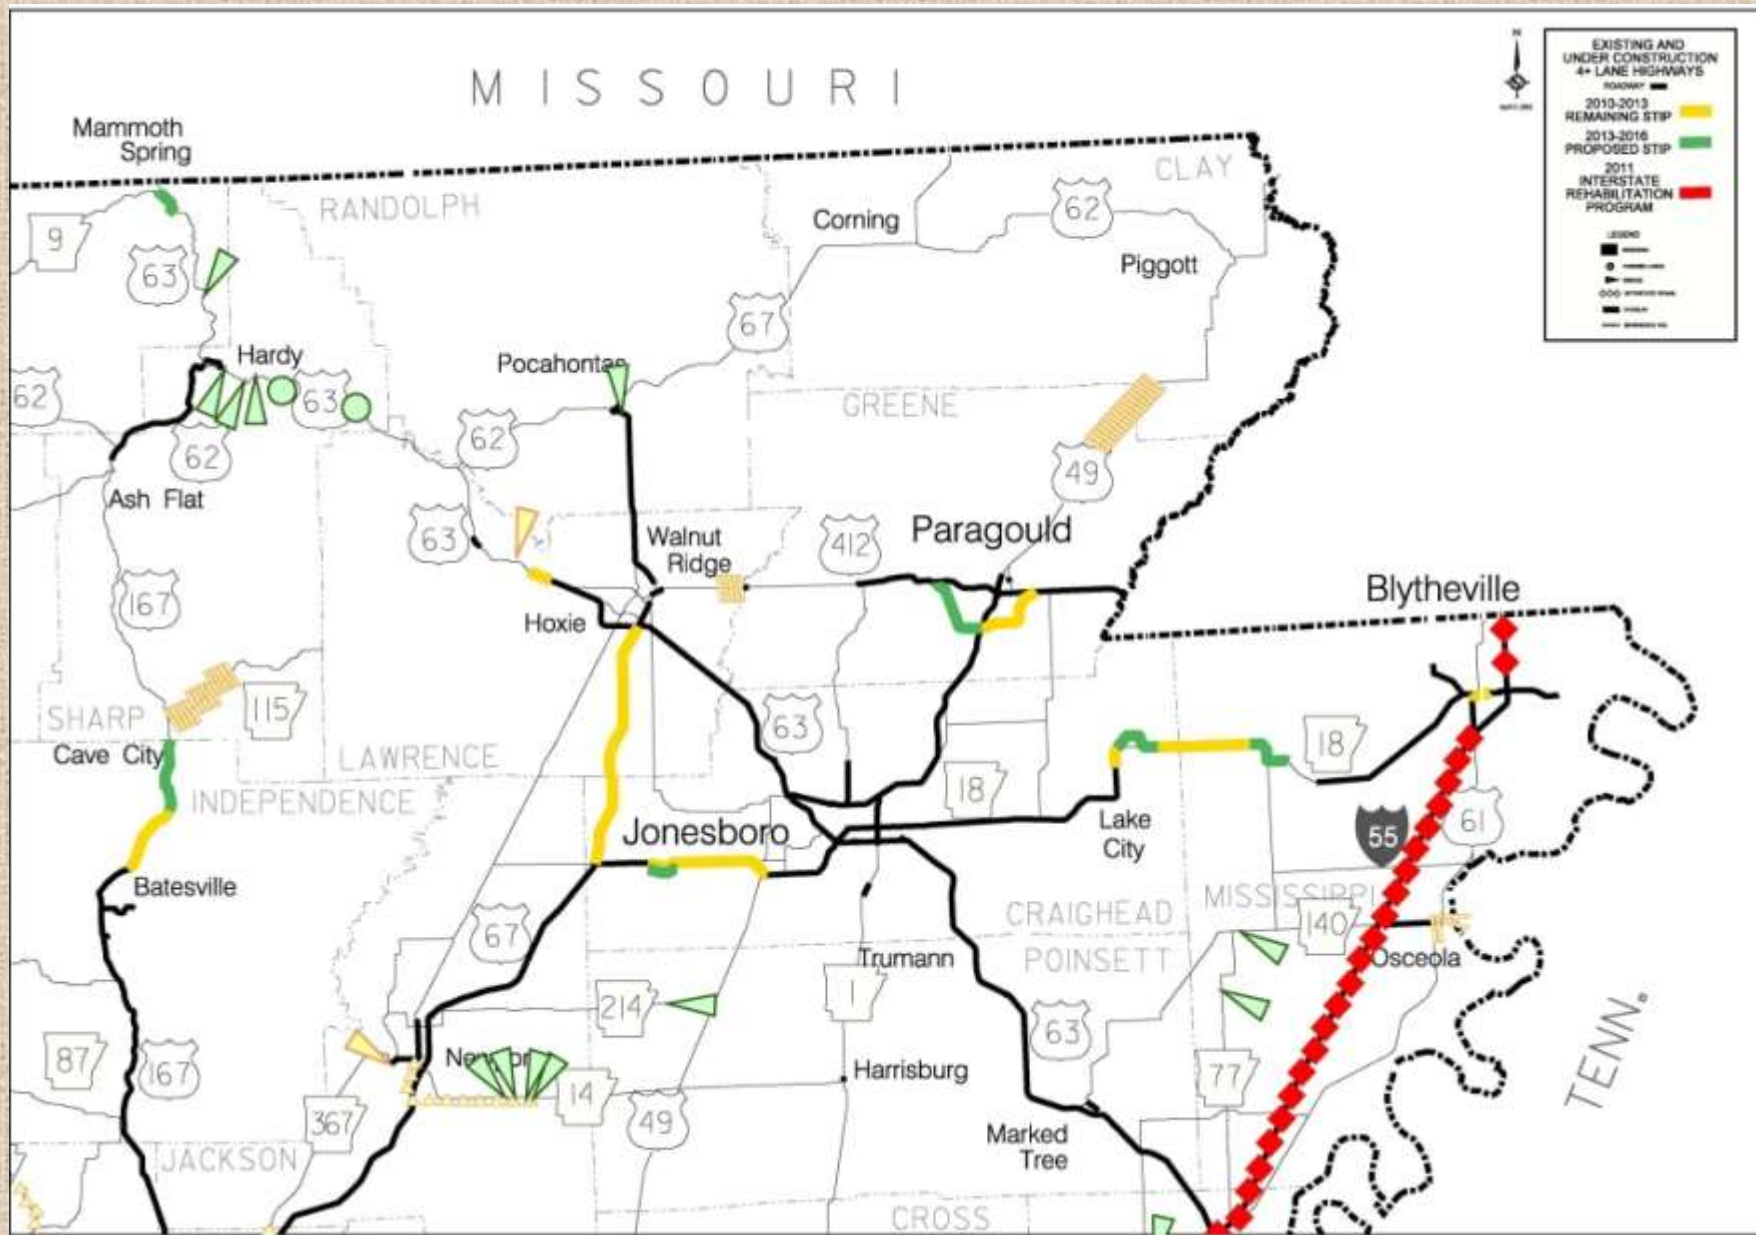 MISSOURI
N
EXISTING AND
UNDER CONSTRUCTION
4+ LANE HIGHWAYS
ROADWAY
2010-2013
REMAINING STIP
2013-2016
PROPOSED STIP
2011
INTERSTATE
REHABILITATION
PROGRAM
LEGEND
Mammoth
Spring
RANDOLPH
CLAY
9
63
Corning
62
Piggott
67
Hardy
Pocahontas
62
63
62
62
GREENE
49
Ash Flat
63
Walnut
Ridge
412
Paragould
167
Hoxie
Blytheville
SHARP
115
63
18
Cave City
LAWRENCE
INDEPENDENCE
18
Jonesboro
Lake
City
55
61
Batesville
67
CRAIGHEAD
MISSISSIPPI
140
Trumann
POINSETT
Osceola
214
1
63
TENN.
87
167
14
Harrisburg
77
367
49
Marked
Tree
JACKSON
CROSS